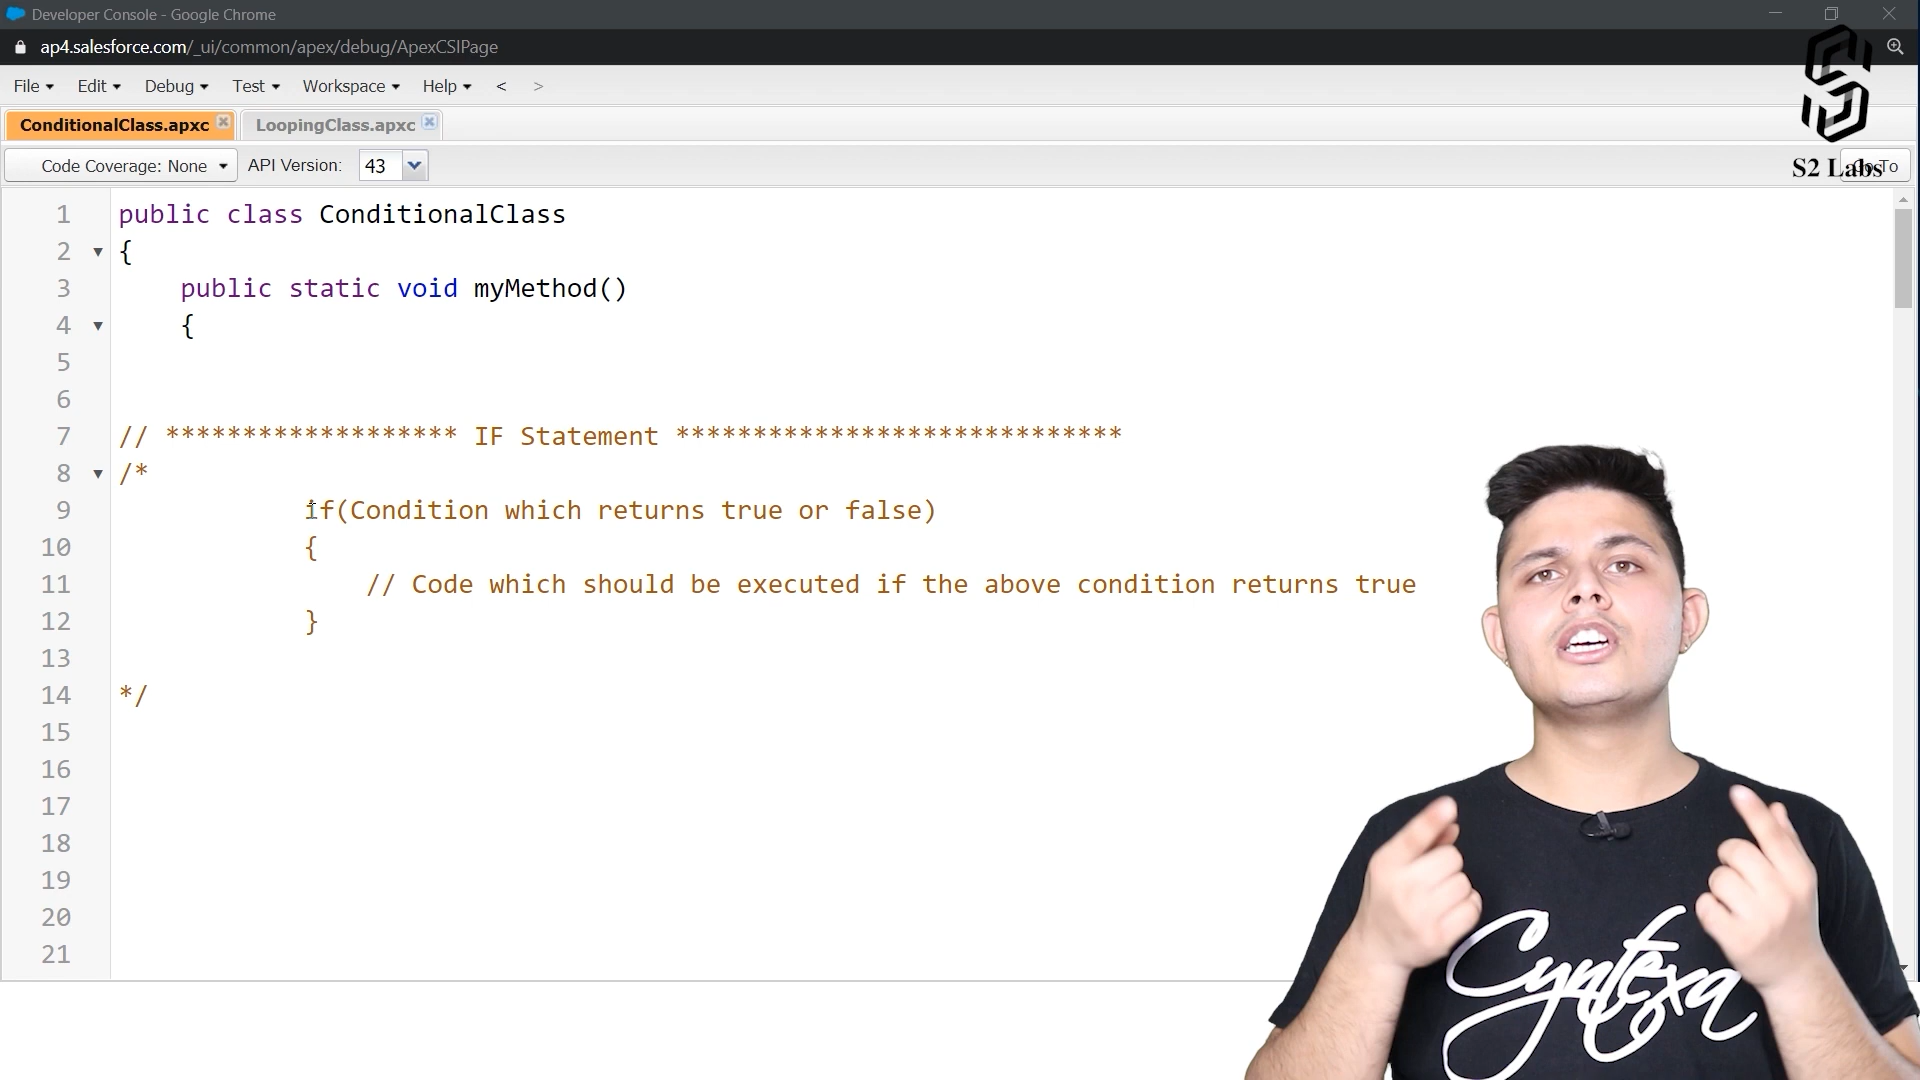 Developer Console - Google Chrome
ap4.salesforce.com/_ui/common/apex/debug/ApexCSIPage
File Edit Debug Test Workspace Help < >
ConditionalClass.apxc LoopingClass.apxc
Code Coverage: None API Version: 43 Go To
S2 Labs
1 public class ConditionalClass
2 {
3 public static void myMethod()
4 {
5
6
7 // ******************* IF Statement *****************************
8 /*
9 if(Condition which returns true or false)
10 {
11 // Code which should be executed if the above condition returns true
12 }
13
14 */
15
16
17
18
19
20
21
Cyntexa